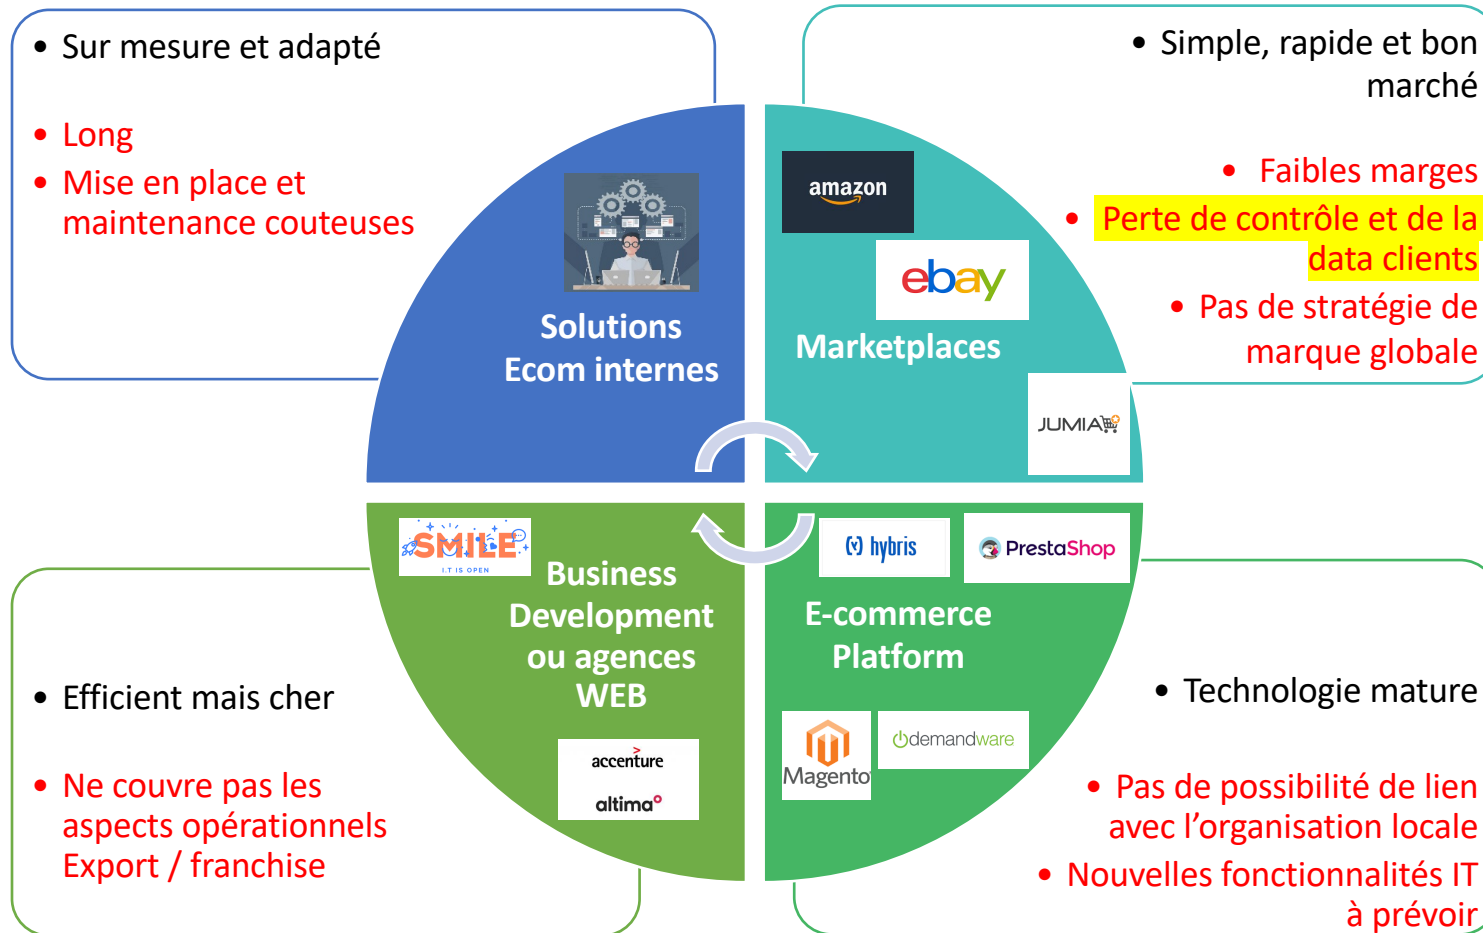 • Sur mesure et adapté
• Long
• Mise en place et
maintenance couteuses
• Simple, rapide et bon
marché
• Faibles marges
• Perte de contrôle et de la
data clients
• Pas de stratégie de
marque globale
Solutions
Ecom internes
amazon
ebay
Marketplaces
JUMIA
SMILE
I.T IS OPEN
Business
Development
ou agences
WEB
accenture
altima°
hybris
PrestaShop
E-commerce
Platform
Magento
demandware
• Efficient mais cher
• Ne couvre pas les
aspects opérationnels
Export / franchise
• Technologie mature
• Pas de possibilité de lien
avec l’organisation locale
• Nouvelles fonctionnalités IT
à prévoir